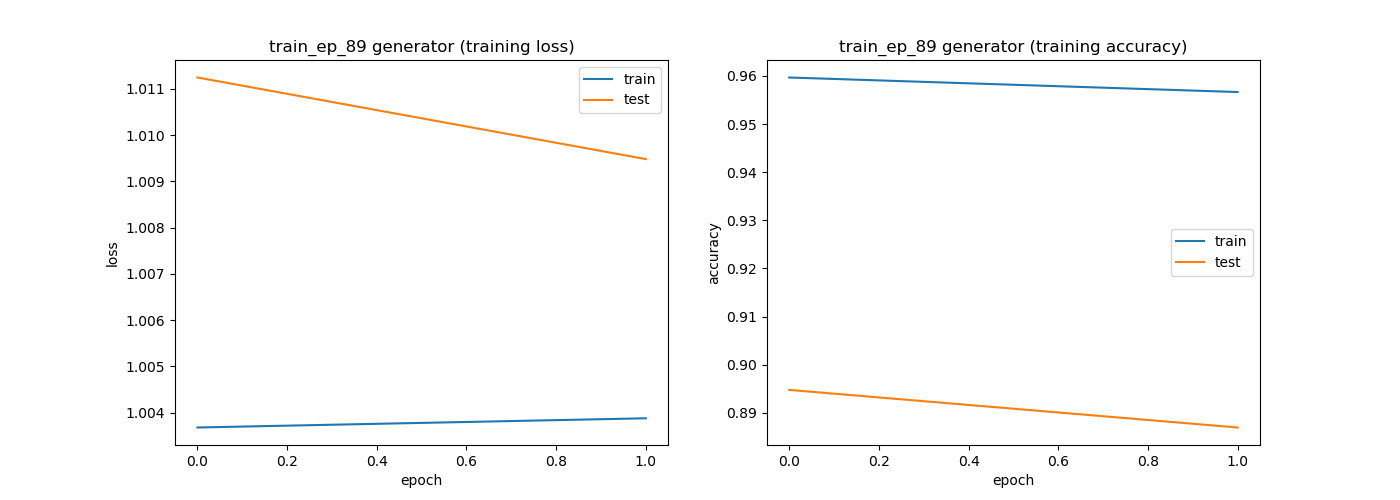 train_ep_89 generator (training loss)
1.011
1.010
1.009
1.008
1.007
1.006
1.005
1.004
loss
0.0 0.2 0.4 0.6 0.8 1.0
epoch
train
test
train_ep_89 generator (training accuracy)
0.96
0.95
0.94
0.93
0.92
0.91
0.90
0.89
accuracy
0.0 0.2 0.4 0.6 0.8 1.0
epoch
train
test